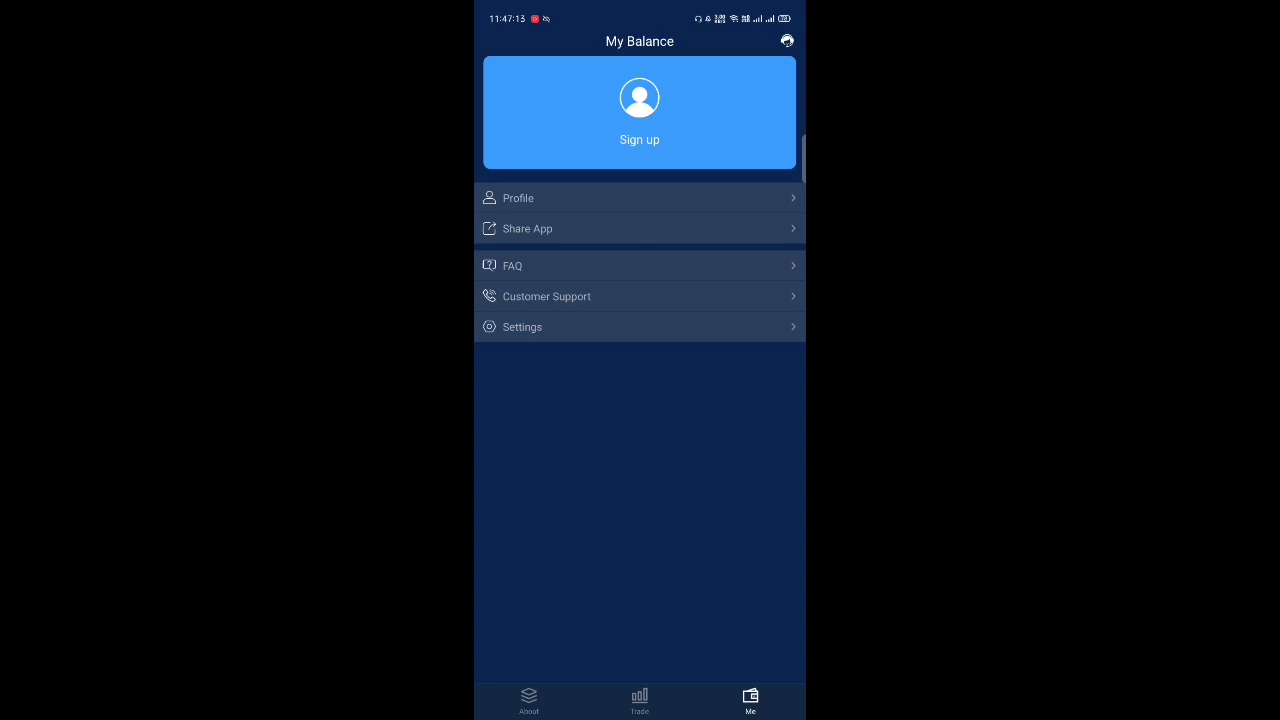 11:47:13
My Balance
Sign up
Profile
Share App
FAQ
Customer Support
Settings
About
Trade
Me